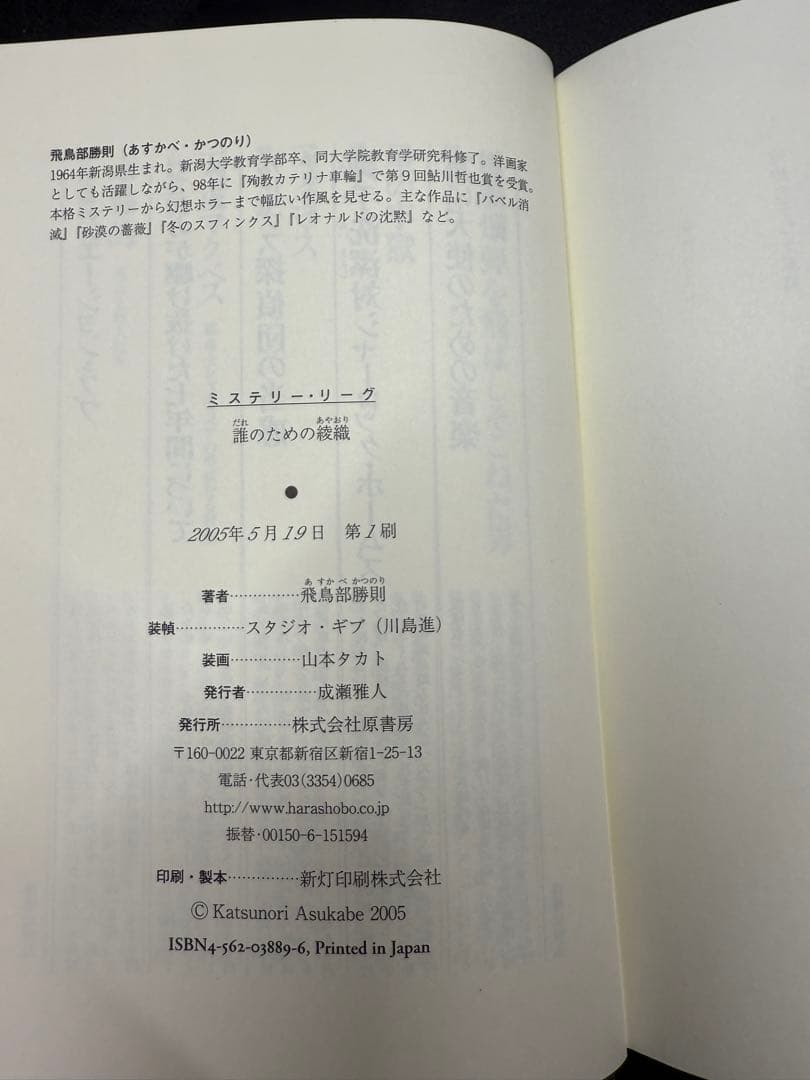 飛鳥部勝則（あすかべ・かつのり）
1964年新潟県生まれ。新潟大学教育学部卒、同大学院教育学研究科修了。洋画家
としても活躍しながら、98年に『殉教カテリナ車輪』で第９回鮎川哲也賞を受賞。
本格ミステリーから幻想ホラーまで幅広い作風を見せる。主な作品に『バベル消
滅』『砂漠の薔薇』『冬のスフィンクス』『レオナルドの沈黙』など。
ミステリー・リーグ
だれ　あやおり
誰のための綾織
●
2005年5月19日　第1刷
あすかべ かつのり
著者……………飛鳥部勝則
装幀……………スタジオ・ギブ（川島進）
装画……………山本タカト
発行者……………成瀬雅人
発行所……………株式会社原書房
〒160-0022 東京都新宿区新宿1-25-13
電話・代表03(3354)0685
http://www.harashobo.co.jp
振替・00150-6-151594
印刷・製本……………新灯印刷株式会社
© Katsunori Asukabe 2005
ISBN4-562-03889-6, Printed in Japan